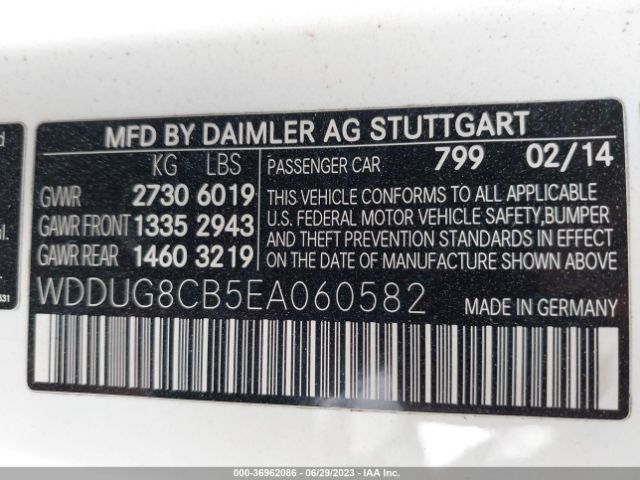 MFD BY DAIMLER AG STUTTGART
KG LBS PASSENGER CAR 799 02/14
GVWR 2730 6019
GAWR FRONT 1335 2943
GAWR REAR 1460 3219
THIS VEHICLE CONFORMS TO ALL APPLICABLE
U.S. FEDERAL MOTOR VEHICLE SAFETY,BUMPER
AND THEFT PREVENTION STANDARDS IN EFFECT
ON THE DATE OF MANUFACTURE SHOWN ABOVE.
WDDUG8CB5EA060582 MADE IN GERMANY
000-36962086 - 06/29/2023 - IAAI.COM